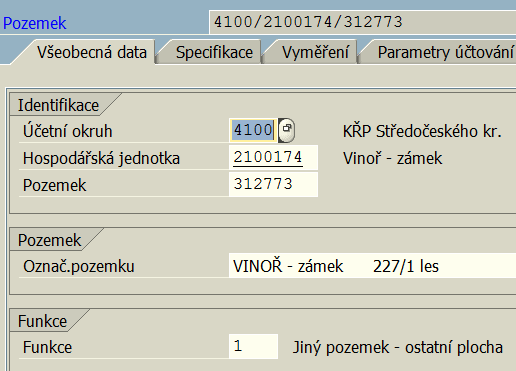 Pozemek 4100/2100174/312773
Všeobecná data Specifikace Vyměření Parametry účtování
Identifikace
Účetní okruh 4100 KŘP Středočeského kr.
Hospodářská jednotka 2100174 Vinoř - zámek
Pozemek 312773
Pozemek
Označ.pozemku VINOŘ - zámek 227/1 les
Funkce
Funkce 1 Jiný pozemek - ostatní plocha